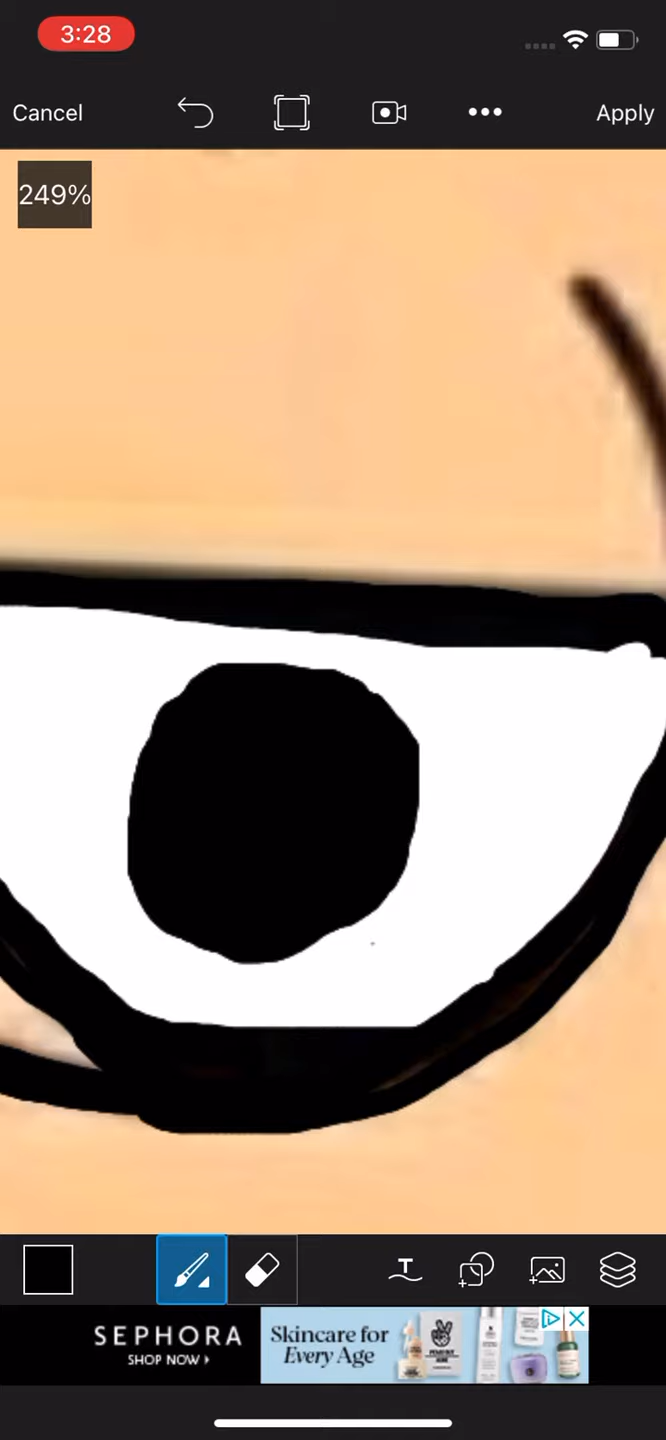 3:28
Cancel
Apply
249%
T
SEPHORA
SHOP NOW
Skincare for
Every Age